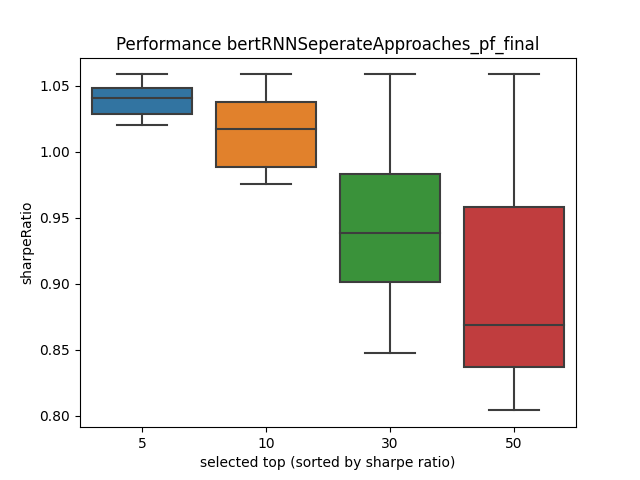 Performance bertRNNSeperateApproaches_pf_final
1.05
1.00
0.95
0.90
0.85
0.80
sharpeRatio
5 10 30 50
selected top (sorted by sharpe ratio)